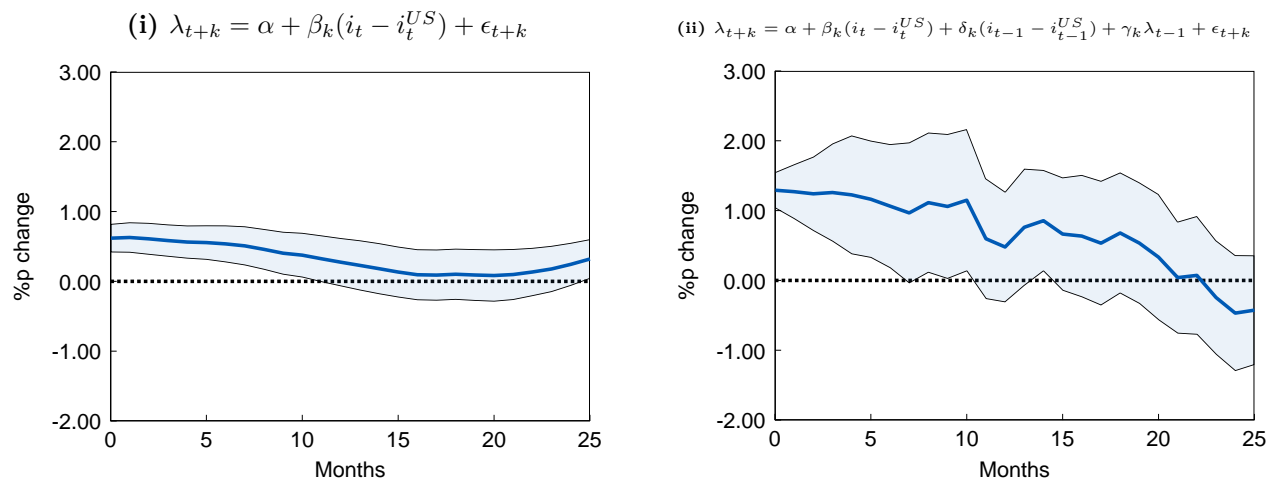 (i) λ_{t+k} = α + β_k(i_t − i_t^{US}) + ϵ_{t+k}
3.00
2.00
1.00
0.00
-1.00
-2.00
%p change
0 5 10 15 20 25
Months
(ii) λ_{t+k} = α + β_k(i_t − i_t^{US}) + δ_k(i_{t−1} − i_{t−1}^{US}) + γ_kλ_{t−1} + ϵ_{t+k}
3.00
2.00
1.00
0.00
-1.00
-2.00
%p change
0 5 10 15 20 25
Months